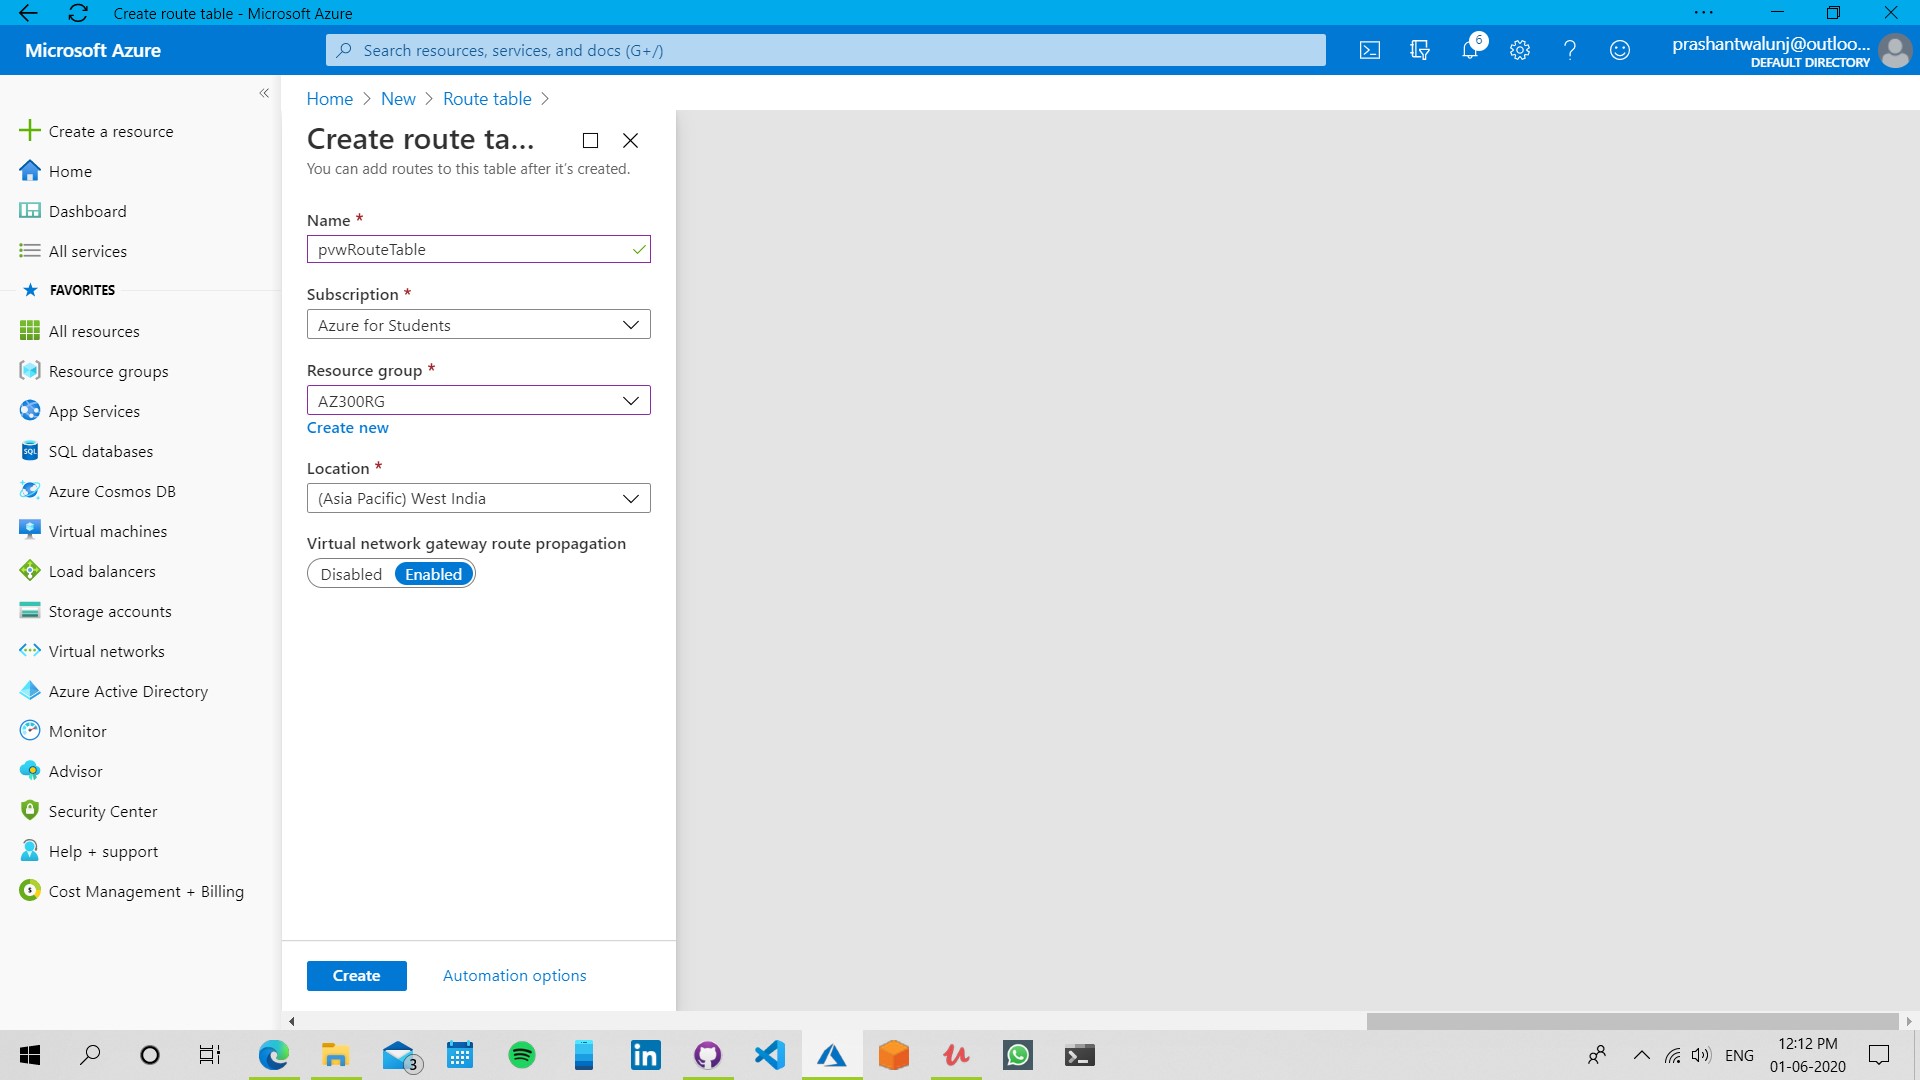 Create route table - Microsoft Azure
Microsoft Azure
Search resources, services, and docs (G+/)
6
prashantwalunj@outloo...
DEFAULT DIRECTORY
Home > New > Route table >
Create a resource
Home
Dashboard
All services
FAVORITES
All resources
Resource groups
App Services
SQL databases
Azure Cosmos DB
Virtual machines
Load balancers
Storage accounts
Virtual networks
Azure Active Directory
Monitor
Advisor
Security Center
Help + support
Cost Management + Billing
Create route ta...
You can add routes to this table after it's created.
Name *
pvwRouteTable
Subscription *
Azure for Students
Resource group *
AZ300RG
Create new
Location *
(Asia Pacific) West India
Virtual network gateway route propagation
Disabled Enabled
Create Automation options
3
ENG
12:12 PM
01-06-2020